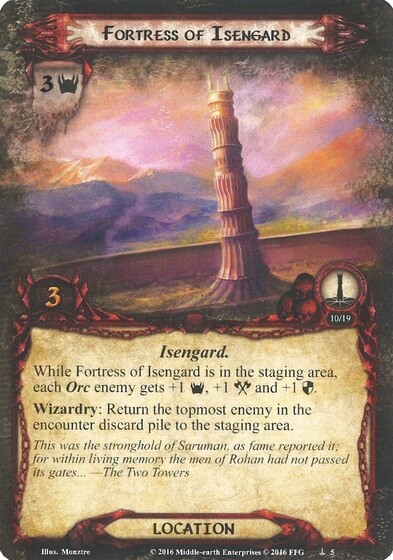 FORTRESS OF ISENGARD
3
3
10/19
Isengard.
While Fortress of Isengard is in the staging area,
each Orc enemy gets +1 , +1 and +1 .
Wizardry: Return the topmost enemy in the
encounter discard pile to the staging area.
This was the stronghold of Saruman, as fame reported it;
for within living memory the men of Rohan had not passed
its gates... —The Two Towers
LOCATION
Illus. Monztre © 2016 Middle-earth Enterprises © 2016 FFG 5